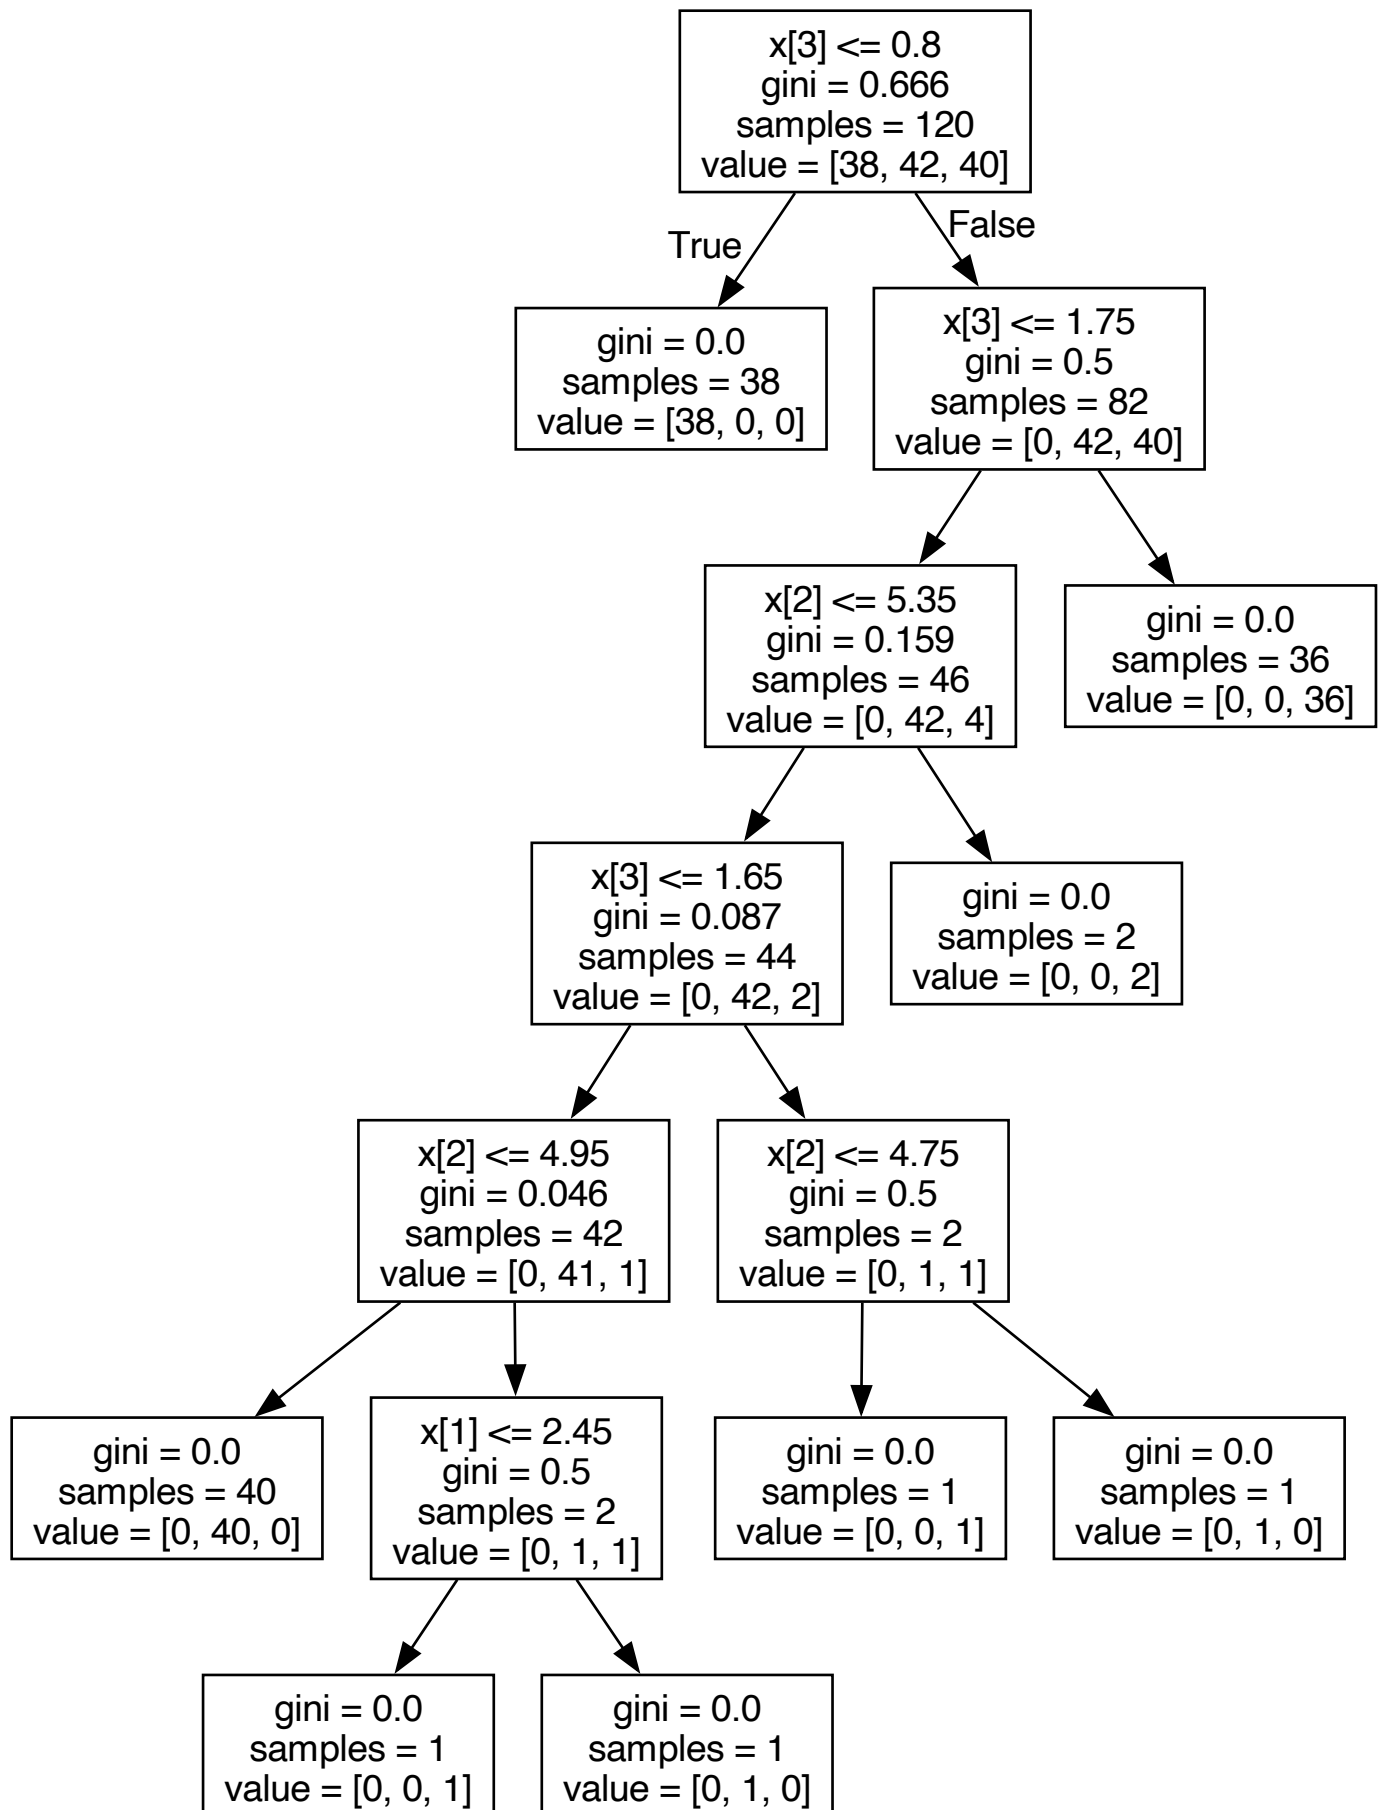 x[3] <= 0.8
gini = 0.666
samples = 120
value = [38, 42, 40]
True
False
gini = 0.0
samples = 38
value = [38, 0, 0]
x[3] <= 1.75
gini = 0.5
samples = 82
value = [0, 42, 40]
x[2] <= 5.35
gini = 0.159
samples = 46
value = [0, 42, 4]
gini = 0.0
samples = 36
value = [0, 0, 36]
x[3] <= 1.65
gini = 0.087
samples = 44
value = [0, 42, 2]
gini = 0.0
samples = 2
value = [0, 0, 2]
x[2] <= 4.95
gini = 0.046
samples = 42
value = [0, 41, 1]
x[2] <= 4.75
gini = 0.5
samples = 2
value = [0, 1, 1]
gini = 0.0
samples = 40
value = [0, 40, 0]
x[1] <= 2.45
gini = 0.5
samples = 2
value = [0, 1, 1]
gini = 0.0
samples = 1
value = [0, 0, 1]
gini = 0.0
samples = 1
value = [0, 1, 0]
gini = 0.0
samples = 1
value = [0, 0, 1]
gini = 0.0
samples = 1
value = [0, 1, 0]